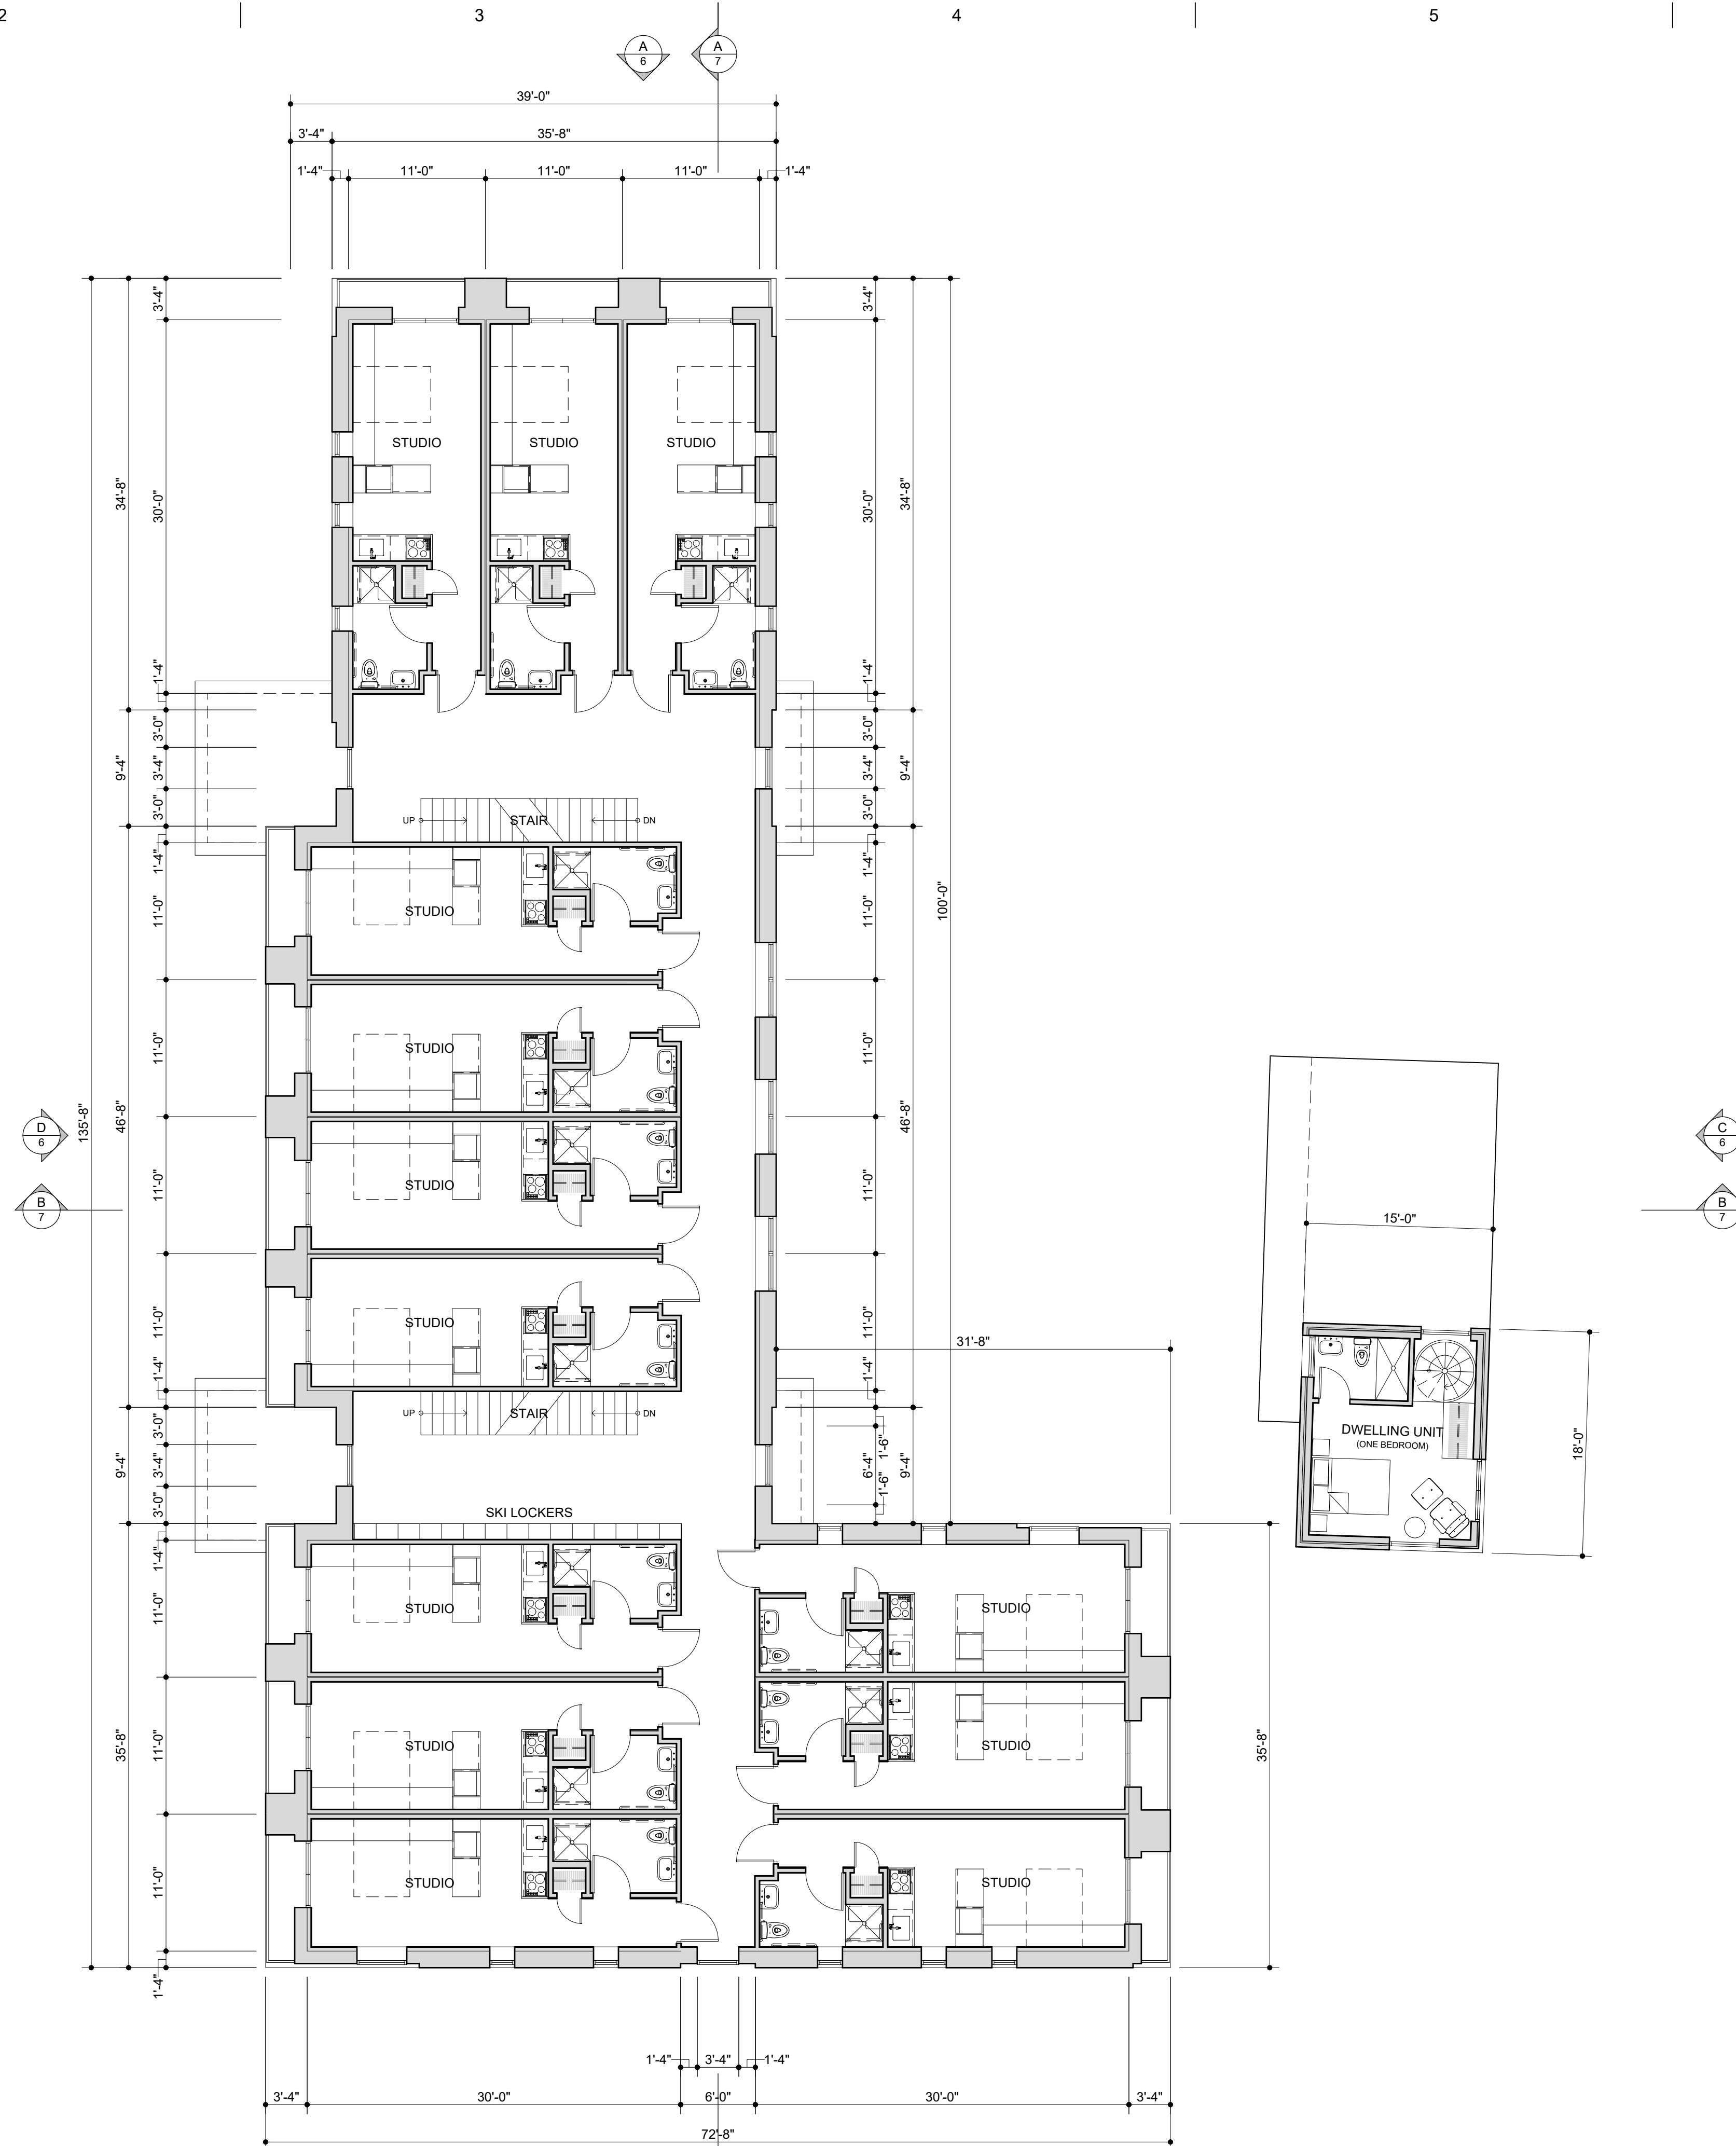 2
3
4
5
A
6
A
7
39'-0"
3'-4"
35'-8"
1'-4"
11'-0"
11'-0"
11'-0"
1'-4"
3'-4"
3'-4"
STUDIO
STUDIO
STUDIO
34'-8"
30'-0"
30'-0"
34'-8"
1'-4"
1'-4"
3'-0"
3'-0"
9'-4"
3'-4"
3'-4"
9'-4"
3'-0"
3'-0"
UP
STAIR
DN
1'-4"
1'-4"
11'-0"
STUDIO
11'-0"
100'-0"
11'-0"
STUDIO
11'-0"
D
6
135'-8"
46'-8"
46'-8"
C
6
11'-0"
STUDIO
11'-0"
B
7
B
7
15'-0"
11'-0"
STUDIO
11'-0"
31'-8"
1'-4"
1'-4"
3'-0"
UP
STAIR
DN
DWELLING UNIT
(ONE BEDROOM)
18'-0"
1'-6"
9'-4"
3'-4"
6'-4"
9'-4"
1'-6"
3'-0"
SKI LOCKERS
1'-4"
11'-0"
STUDIO
STUDIO
35'-8"
11'-0"
STUDIO
STUDIO
35'-8"
11'-0"
STUDIO
STUDIO
1'-4"
1'-4"
3'-4"
1'-4"
3'-4"
30'-0"
6'-0"
30'-0"
3'-4"
72'-8"